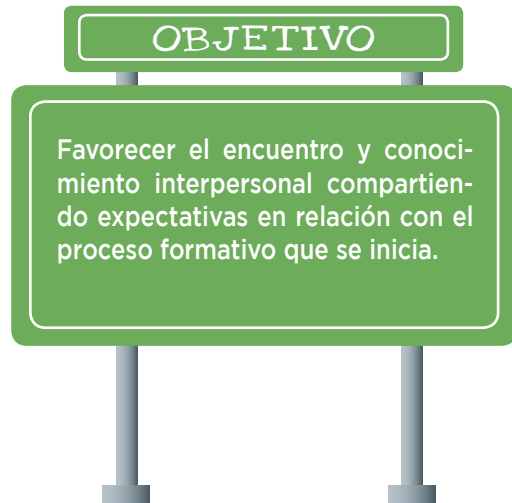 OBJETIVO
Favorecer el encuentro y conoci-
miento interpersonal compartien-
do expectativas en relación con el
proceso formativo que se inicia.